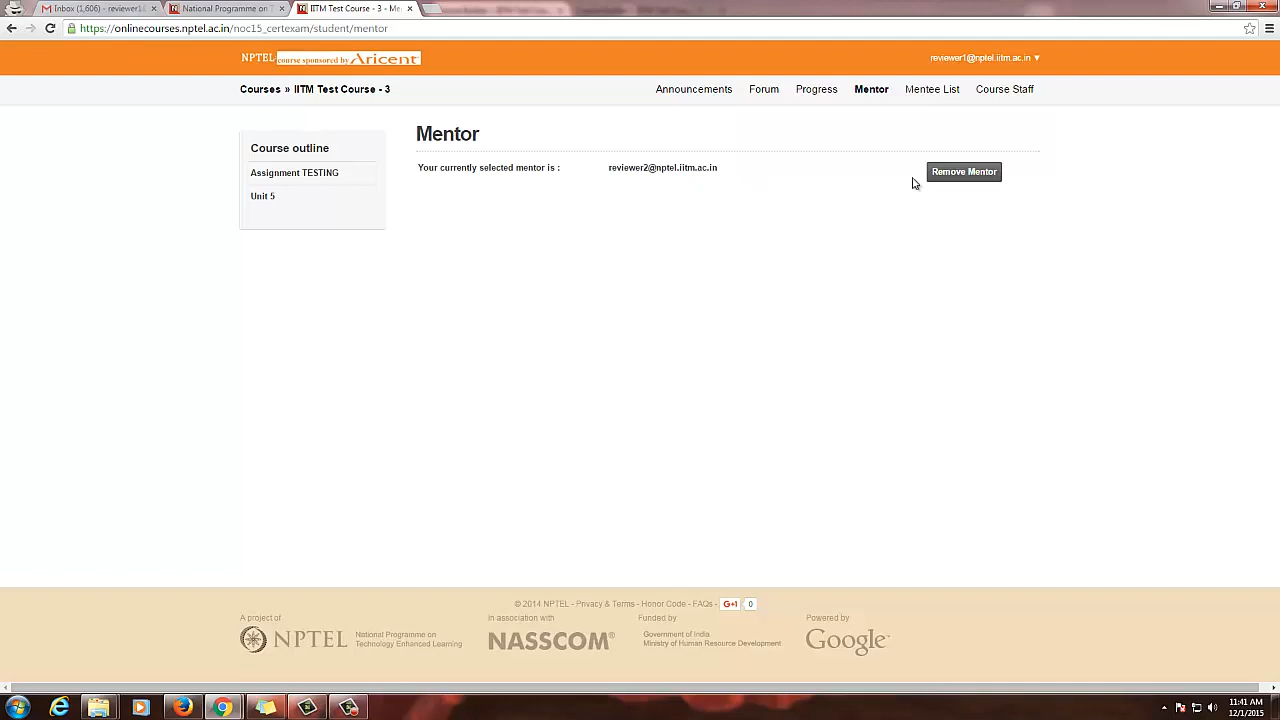 Inbox (1,606) - reviewer1@
National Programme on T
IITM Test Course - 3 - Me
https://onlinecourses.nptel.ac.in/noc15_certexam/student/mentor
NPTEL course sponsored by Aricent
reviewer1@nptel.iitm.ac.in ▼
Courses » IITM Test Course - 3
Announcements Forum Progress Mentor Mentee List Course Staff
Course outline
Assignment TESTING
Unit 5
Mentor
Your currently selected mentor is : reviewer2@nptel.iitm.ac.in Remove Mentor
© 2014 NPTEL - Privacy & Terms - Honor Code - FAQs - G+1 0
A project of
NPTEL
National Programme on
Technology Enhanced Learning
In association with
NASSCOM®
Funded by
Government of India
Ministry of Human Resource Development
Powered by
Google™
11:41 AM
12/1/2015